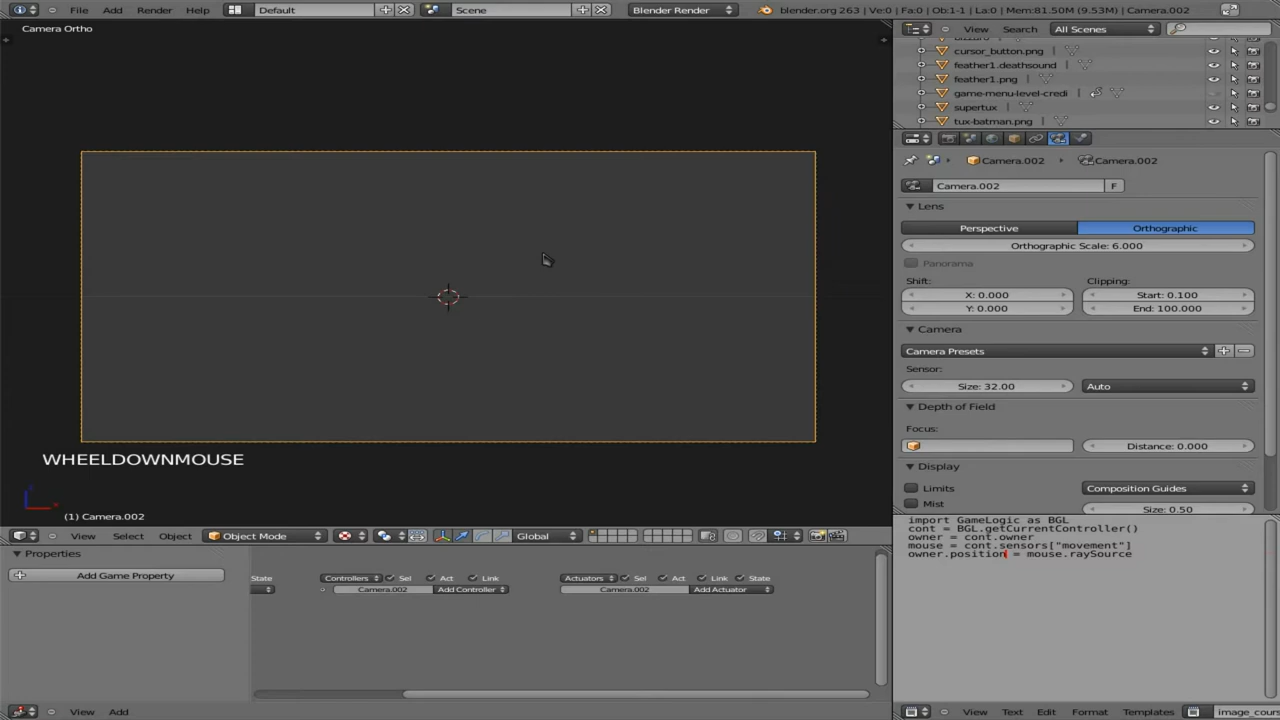 File Add Render Help Default Scene Blender Render blender.org 263 | Ve:0 | Fa:0 | Ob:1-1 | La:0 | Mem:81.50M (9.53M) | Camera.002
Camera Ortho
View Search All Scenes
cursor_button.png
feather1.deathsound
feather1.png
game-menu-level-credi
supertux
tux-batman.png
Camera.002 Camera.002
Camera.002 F
Lens
Perspective Orthographic
Orthographic Scale: 6.000
Panorama
Shift: Clipping:
X: 0.000 Start: 0.100
Y: 0.000 End: 100.000
Camera
Camera Presets
Sensor:
Size: 32.00 Auto
Depth of Field
Focus:
Distance: 0.000
Display
Limits Composition Guides
Mist Size: 0.50
WHEELDOWNMOUSE
(1) Camera.002
View Select Object Object Mode Global
import GameLogic as BGL
cont = BGL.getCurrentController()
owner = cont.owner
mouse = cont.sensors["movement"]
owner.position = mouse.raySource
Properties
Add Game Property
State Controllers Sel Act Link Actuators Sel Act Link State
Camera.002 Add Controller Camera.002 Add Actuator
View Add
View Text Edit Format Templates image_cours